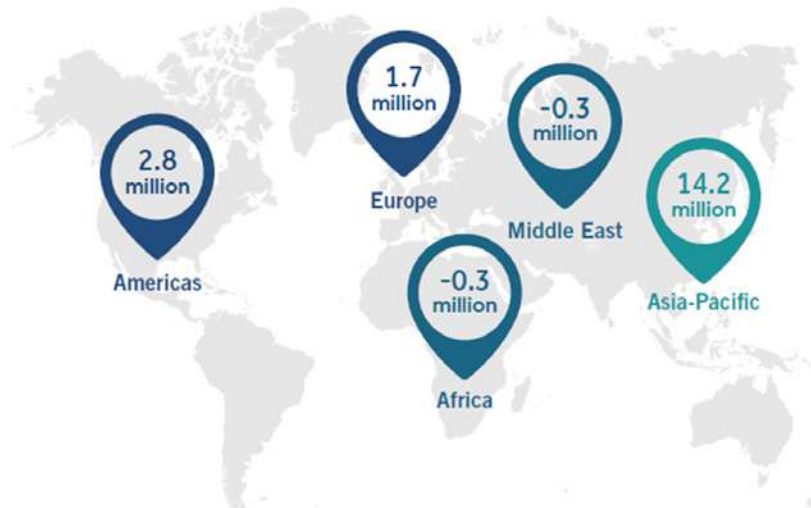 1.7
million
Europe
-0.3
million
Middle East
2.8
million
Americas
14.2
million
Asia-Pacific
-0.3
million
Africa